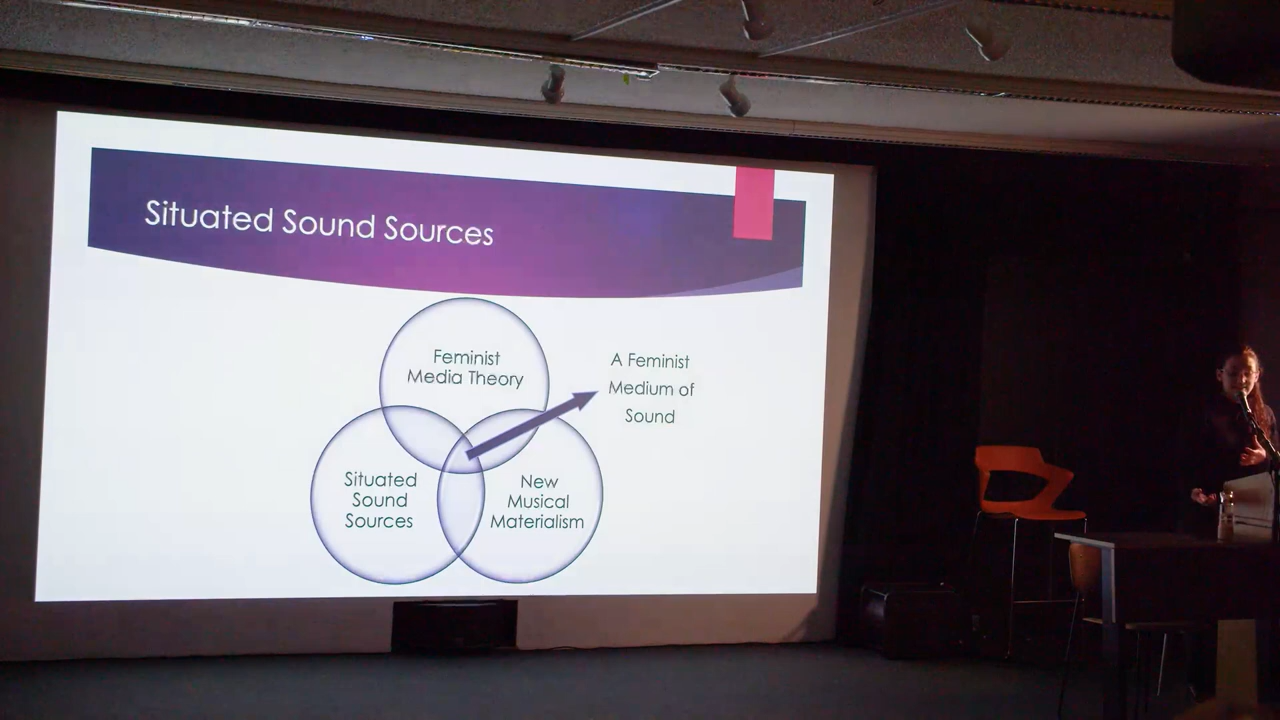 Situated Sound Sources
Feminist
Media Theory
A Feminist
Medium of
Sound
Situated
Sound
Sources
New
Musical
Materialism